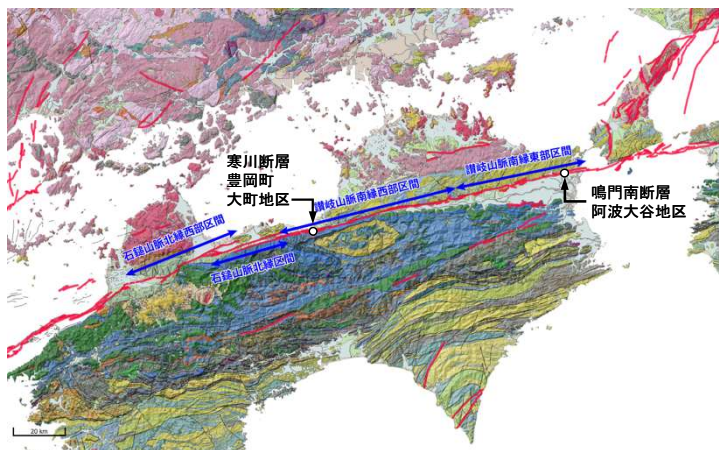 寒川断層
豊岡町
大町地区
讃岐山脈南縁東部区間
讃岐山脈南縁西部区間
鳴門南断層
阿波大谷地区
石鎚山脈北縁西部区間
石鎚山脈北縁区間
20 km